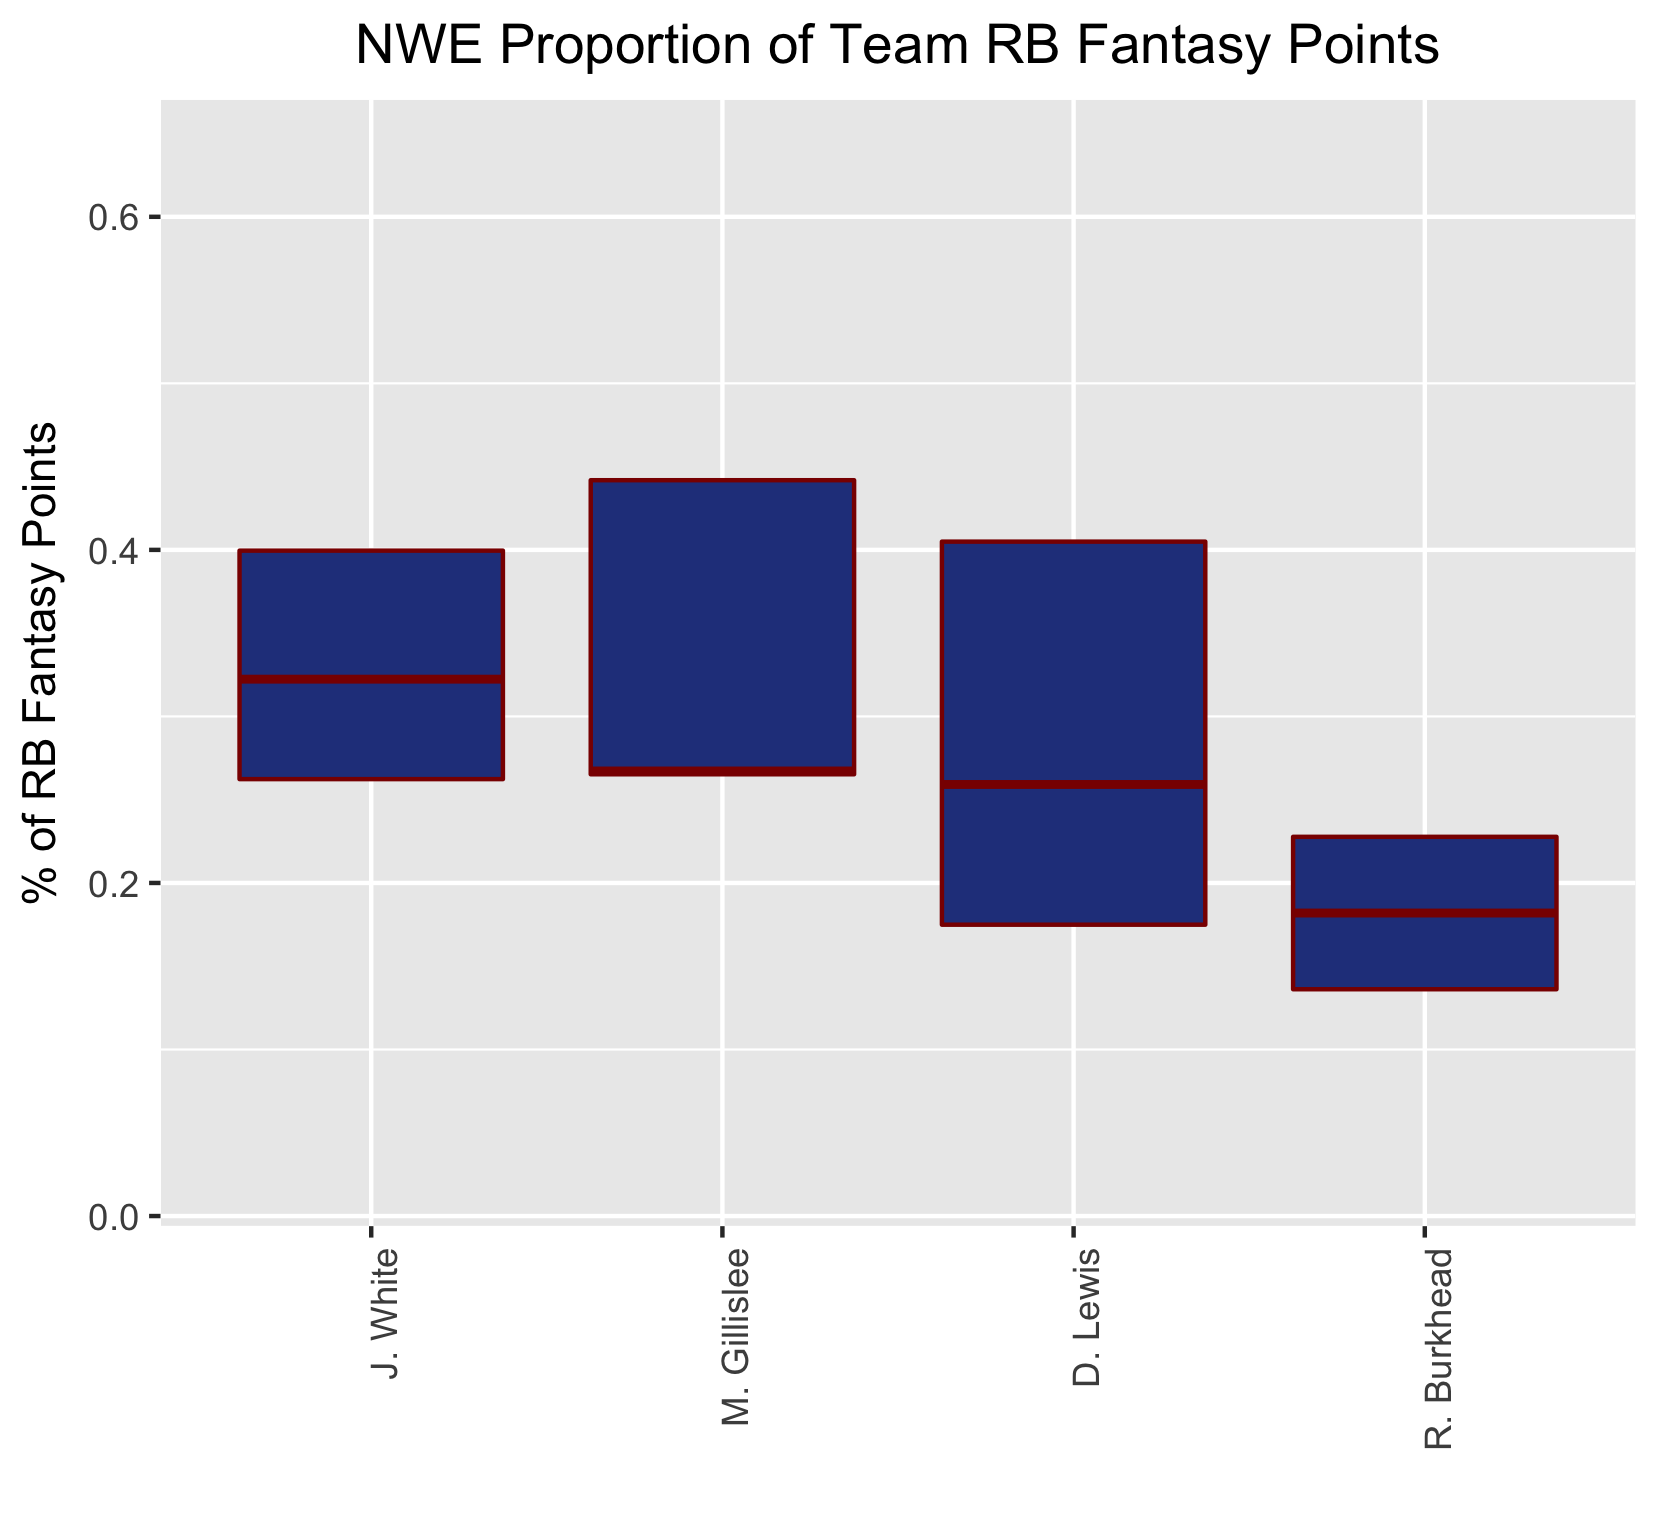 NWE Proportion of Team RB Fantasy Points
% of RB Fantasy Points
0.6
0.4
0.2
0.0
J. White
M. Gillislee
D. Lewis
R. Burkhead